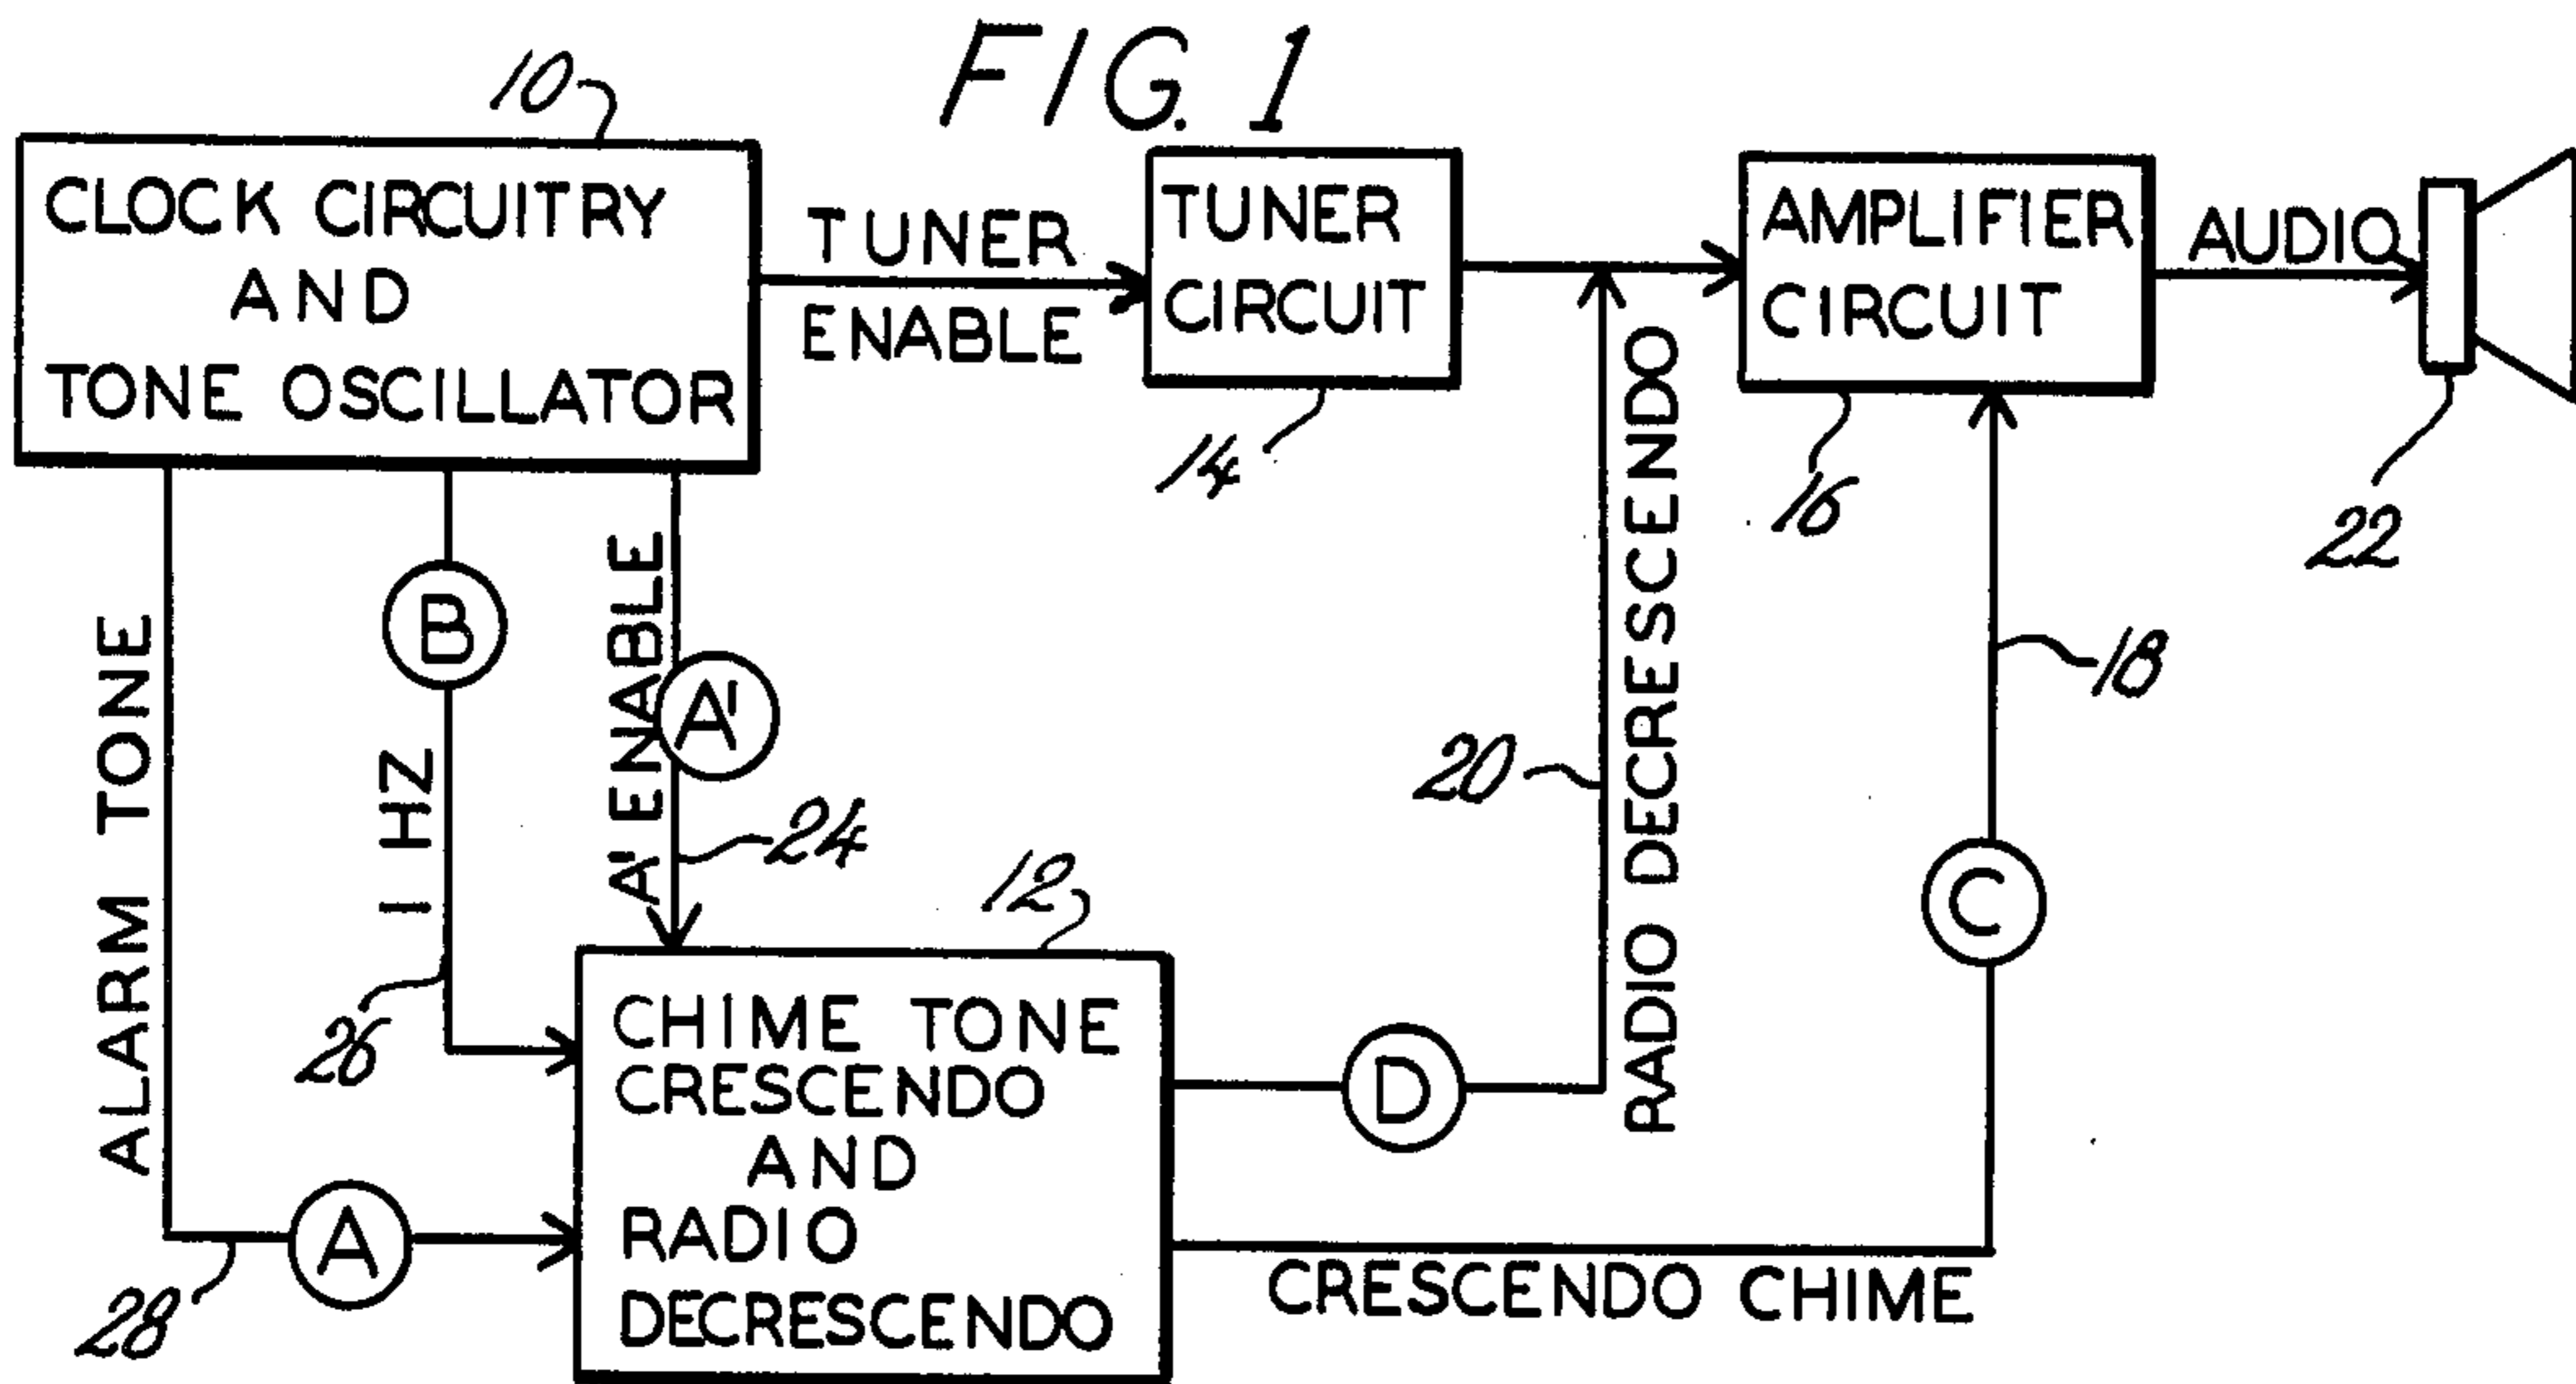 FIG. 1
10
CLOCK CIRCUITRY
AND
TONE OSCILLATOR
TUNER
ENABLE
TUNER
CIRCUIT
14
AMPLIFIER
CIRCUIT
16
AUDIO
22
ALARM TONE
28
A
B
1 HZ
26
A' ENABLE
A'
24
12
CHIME TONE
CRESCENDO
AND
RADIO
DECRESCENDO
D
20
RADIO DECRESCENDO
C
18
CRESCENDO CHIME